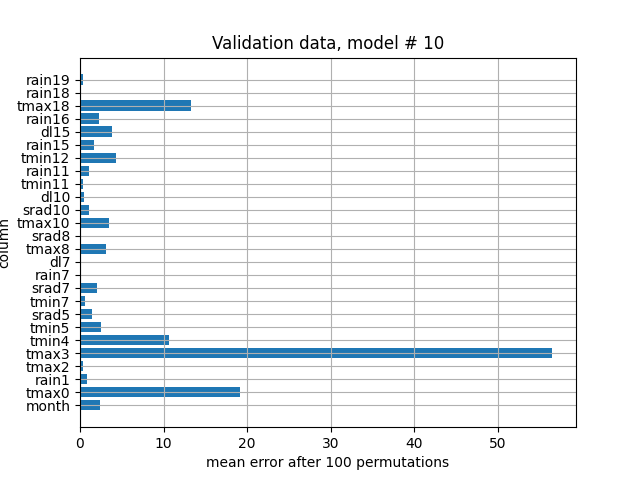 Validation data, model # 10
rain19
rain18
tmax18
rain16
dl15
rain15
tmin12
rain11
tmin11
dl10
srad10
tmax10
srad8
tmax8
dl7
rain7
srad7
tmin7
srad5
tmin5
tmin4
tmax3
tmax2
rain1
tmax0
month
column
0 10 20 30 40 50
mean error after 100 permutations